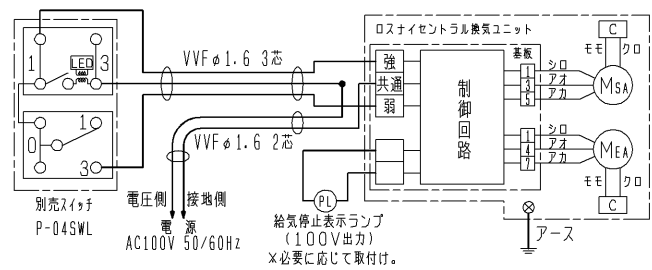 ロスナイセントラル換気ユニット
VVFφ1.6 3芯
1
LED
3
強
共通
弱
制御回路
基板
1 シロ
3 アオ
5 アカ
C
モモ クロ
MSA
0
1
3
VVFφ1.6 2芯
1 シロ
4 アオ
7 アカ
MEA
モモ クロ
C
別売スイッチ
P-04SWL
電圧側 接地側
電源
AC100V 50/60Hz
PL
給気停止表示ランプ
(100V出力)
※必要に応じて取付け。
アース